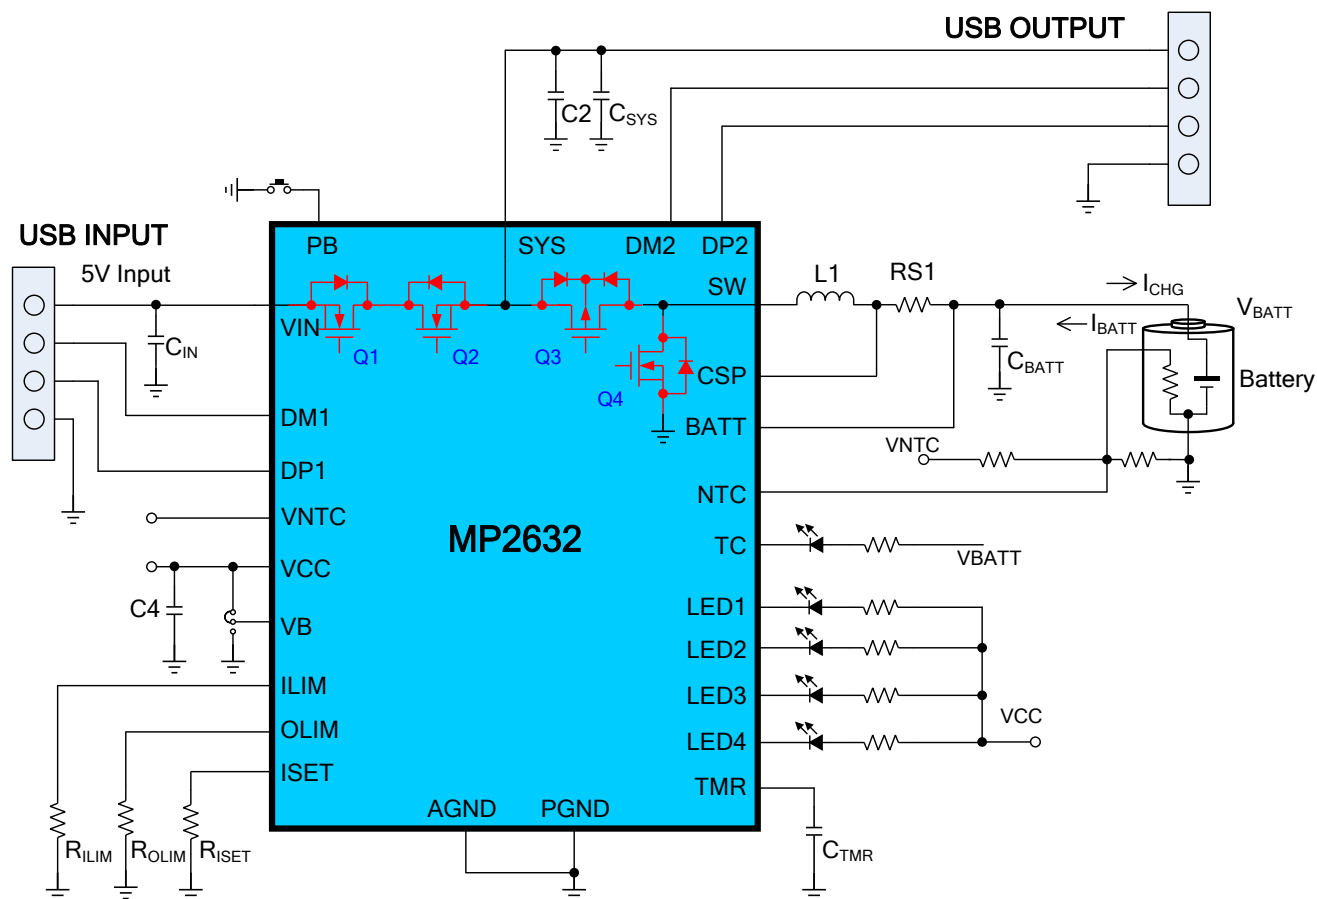 USB OUTPUT
C2
CSYS
USB INPUT
5V Input
PB
SYS
DM2
DP2
VIN
Q1
Q2
Q3
Q4
SW
L1
RS1
ICHG
IBATT
VBATT
CIN
CSP
CBATT
Battery
DM1
BATT
VNTC
DP1
NTC
VNTC
MP2632
TC
VBATT
VCC
C4
VB
LED1
LED2
LED3
LED4
VCC
ILIM
OLIM
ISET
TMR
AGND
PGND
RILIM
ROLIM
RISET
CTMR